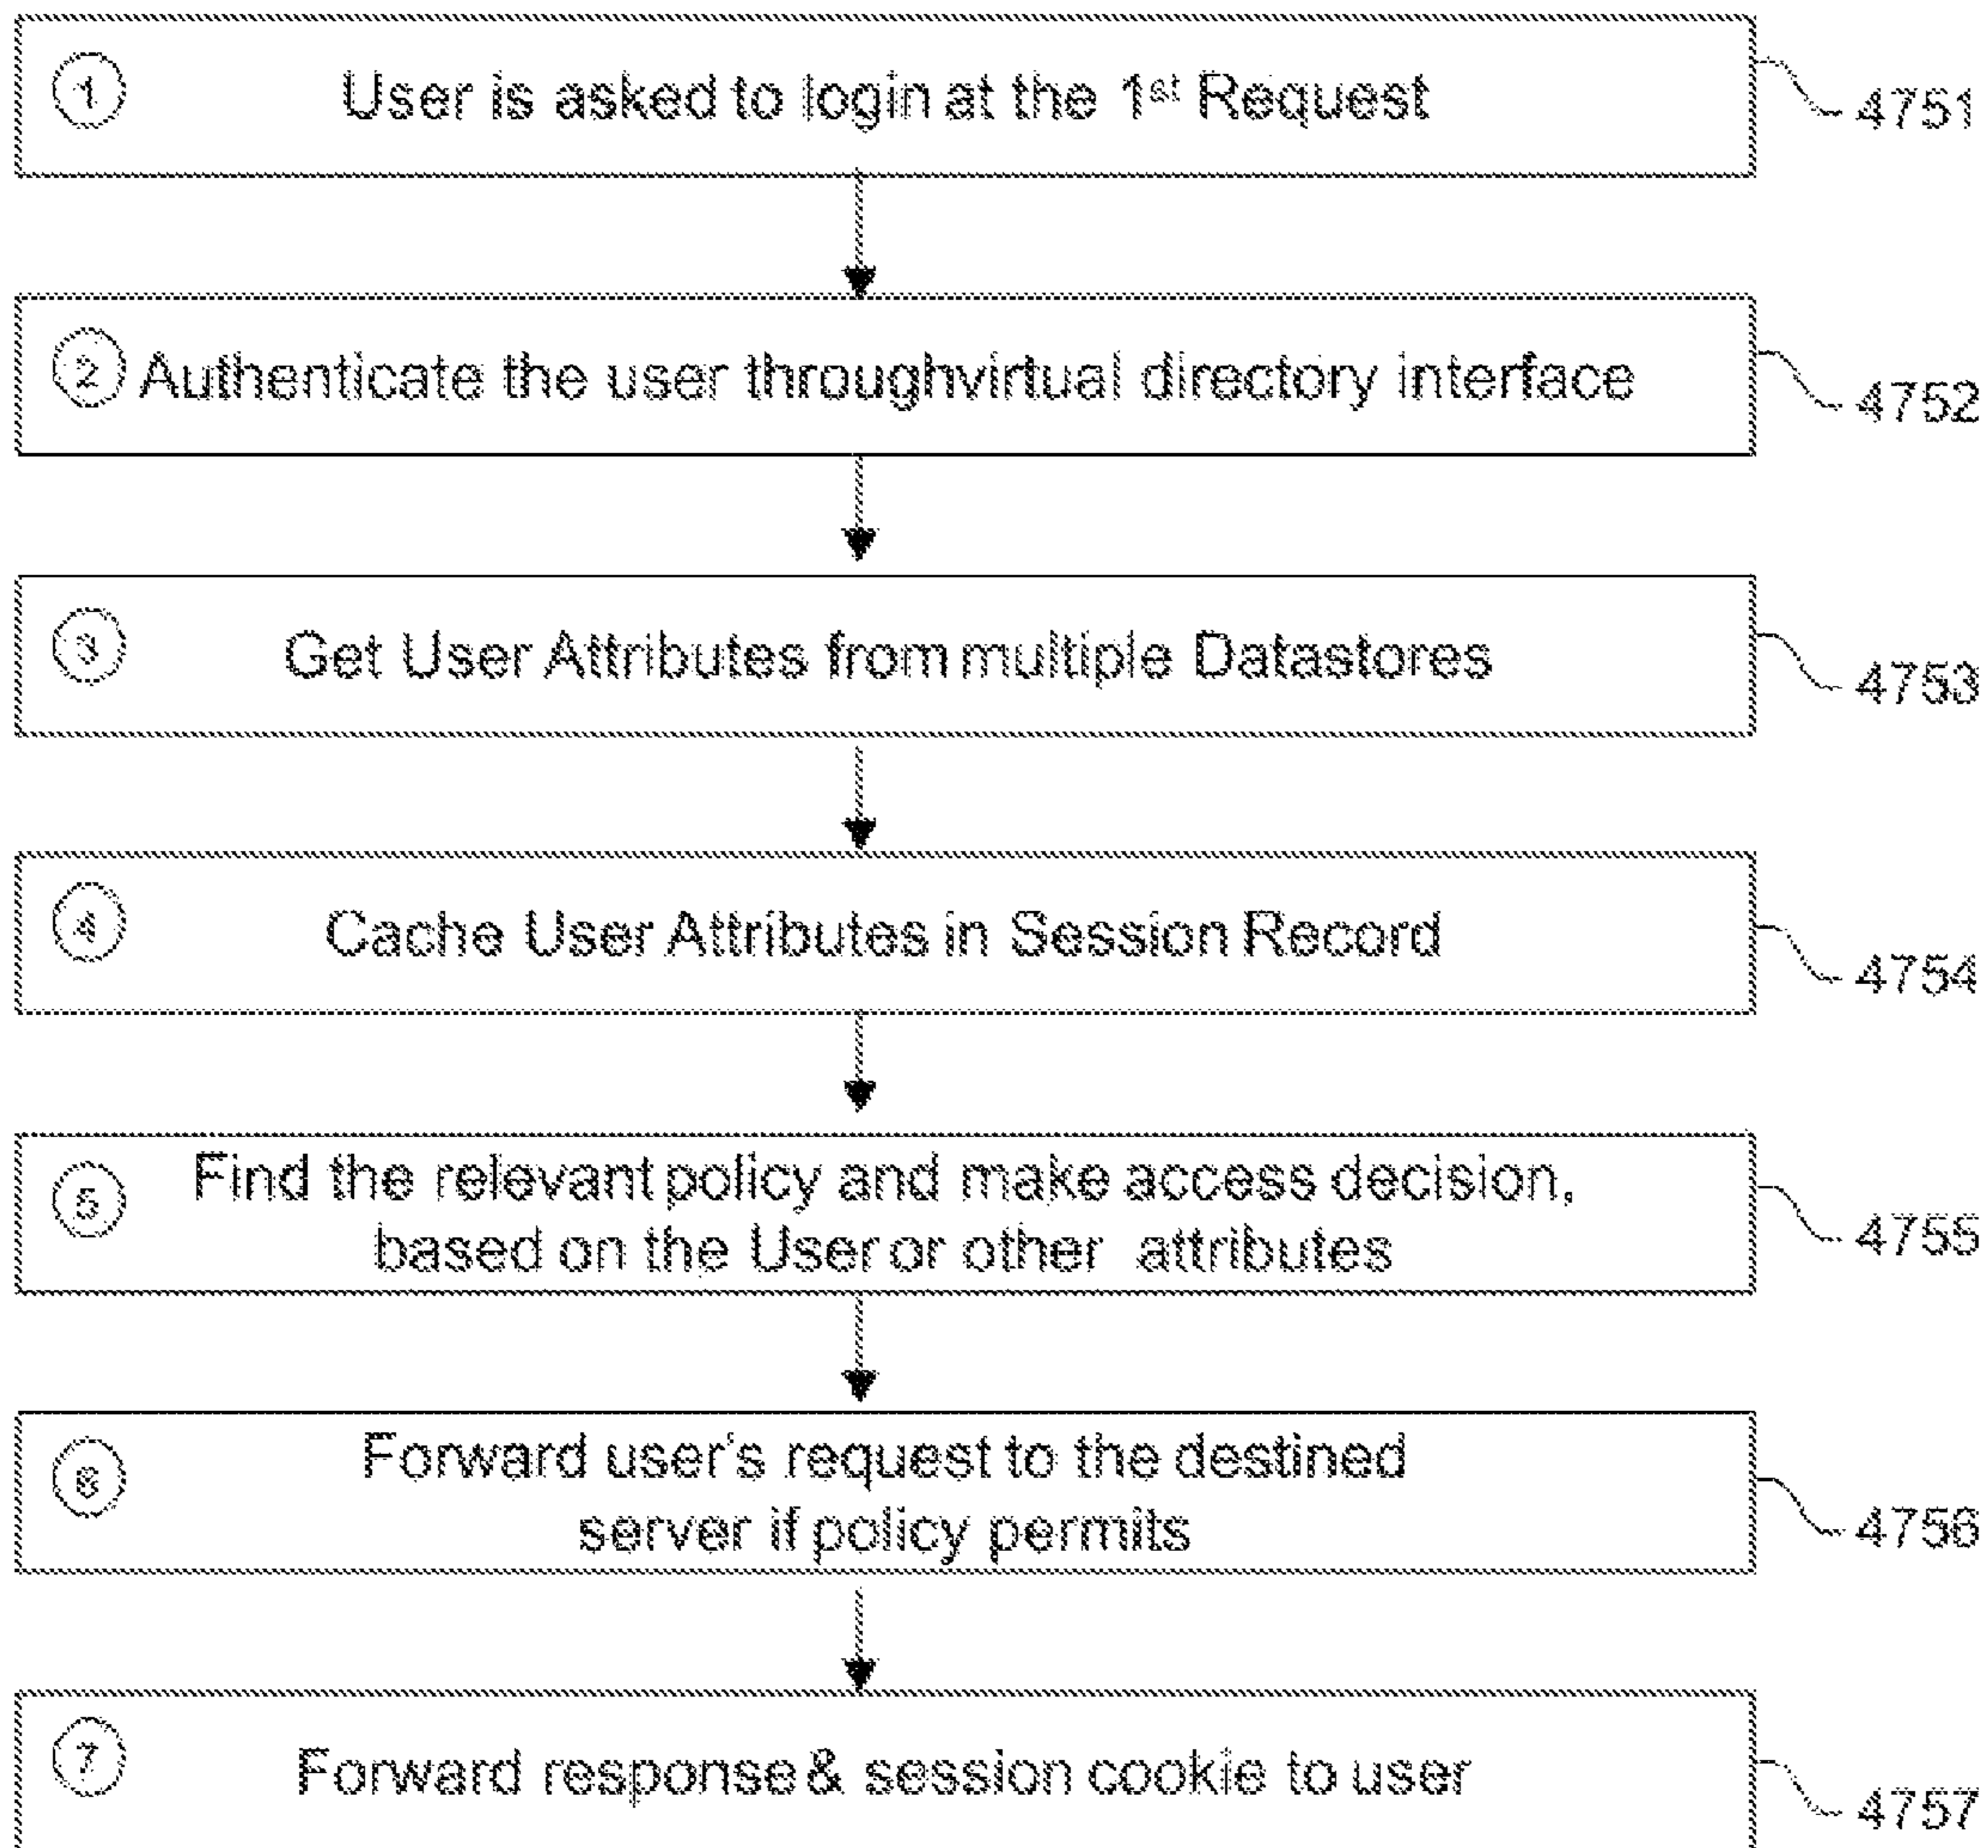 1 User is asked to login at the 1st Request
4751
2 Authenticate the user throughvirtual directory interface
4752
3 Get User Attributes from multiple Datastores
4753
4 Cache User Attributes in Session Record
4754
5 Find the relevant policy and make access decision,
based on the User or other attributes
4755
6 Forward user's request to the destined
server if policy permits
4756
7 Forward response & session cookie to user
4757